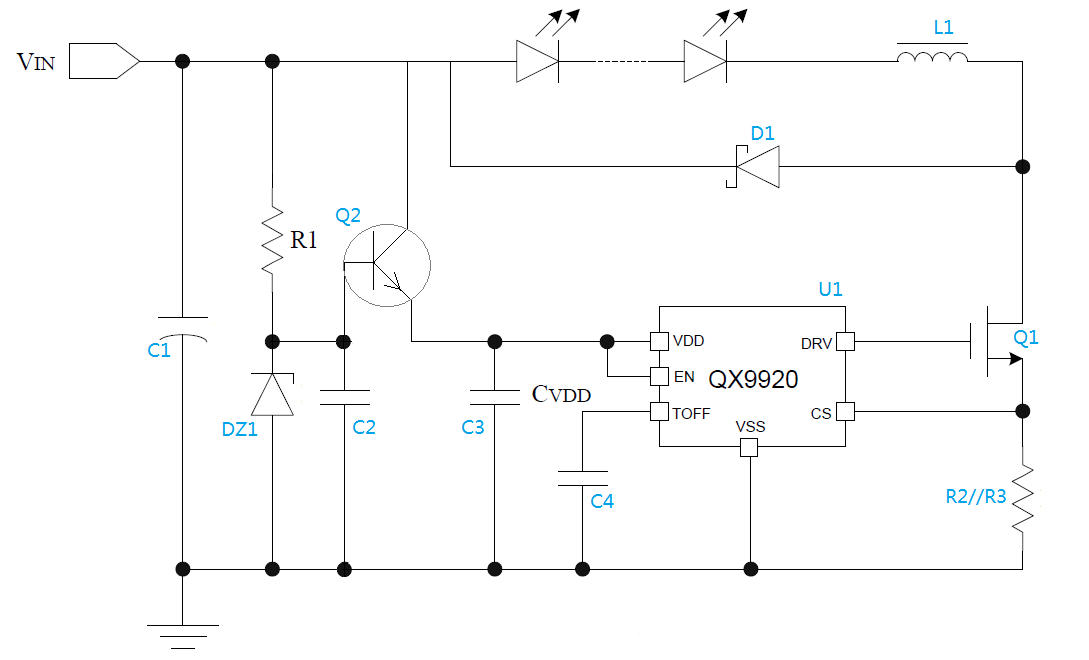 L1
VIN
D1
Q2
R1
U1
VDD
DRV
Q1
C1
EN
QX9920
CVDD
TOFF
CS
DZ1
C2
C3
VSS
C4
R2//R3